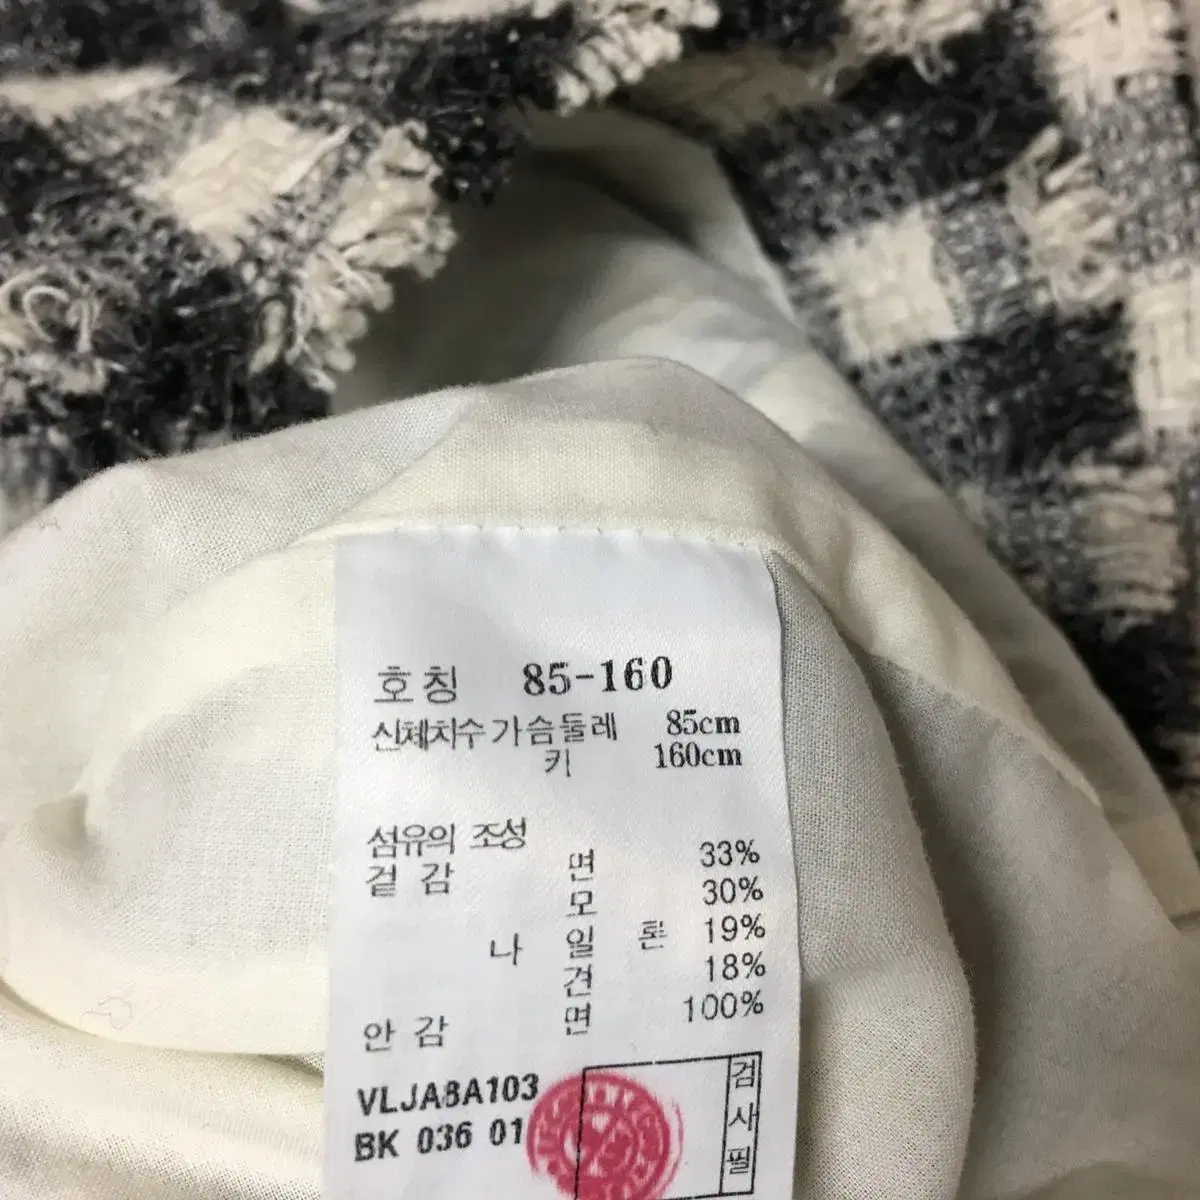 호칭 85-160
신체치수 가슴둘레 85cm
키 160cm
섬유의 조성
겉감 면 33%
모 30%
나일론 19%
견 18%
안감 면 100%
VLJA8A103
BK 036 01
검사필